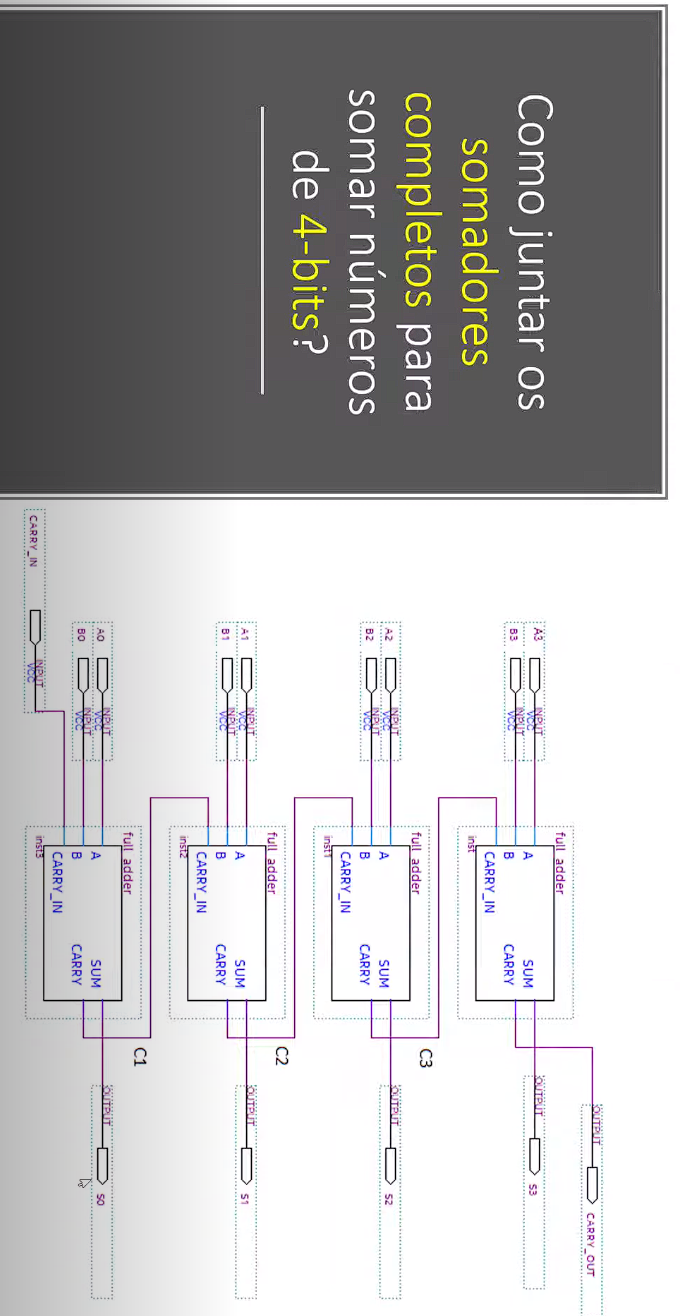 Como juntar os
somadores
completos para
somar números
de 4-bits?
CARRY_OUT
OUTPUT
A3
INPUT
VCC
B3
INPUT
VCC
full_adder
A
B
CARRY_IN
SUM
CARRY
inst
OUTPUT
S3
C3
A2
INPUT
VCC
B2
INPUT
VCC
full_adder
A
B
CARRY_IN
SUM
CARRY
inst1
OUTPUT
S2
C2
A1
INPUT
VCC
B1
INPUT
VCC
full_adder
A
B
CARRY_IN
SUM
CARRY
inst2
OUTPUT
S1
C1
A0
INPUT
VCC
B0
INPUT
VCC
full_adder
A
B
CARRY_IN
SUM
CARRY
inst3
OUTPUT
S0
CARRY_IN
INPUT
VCC